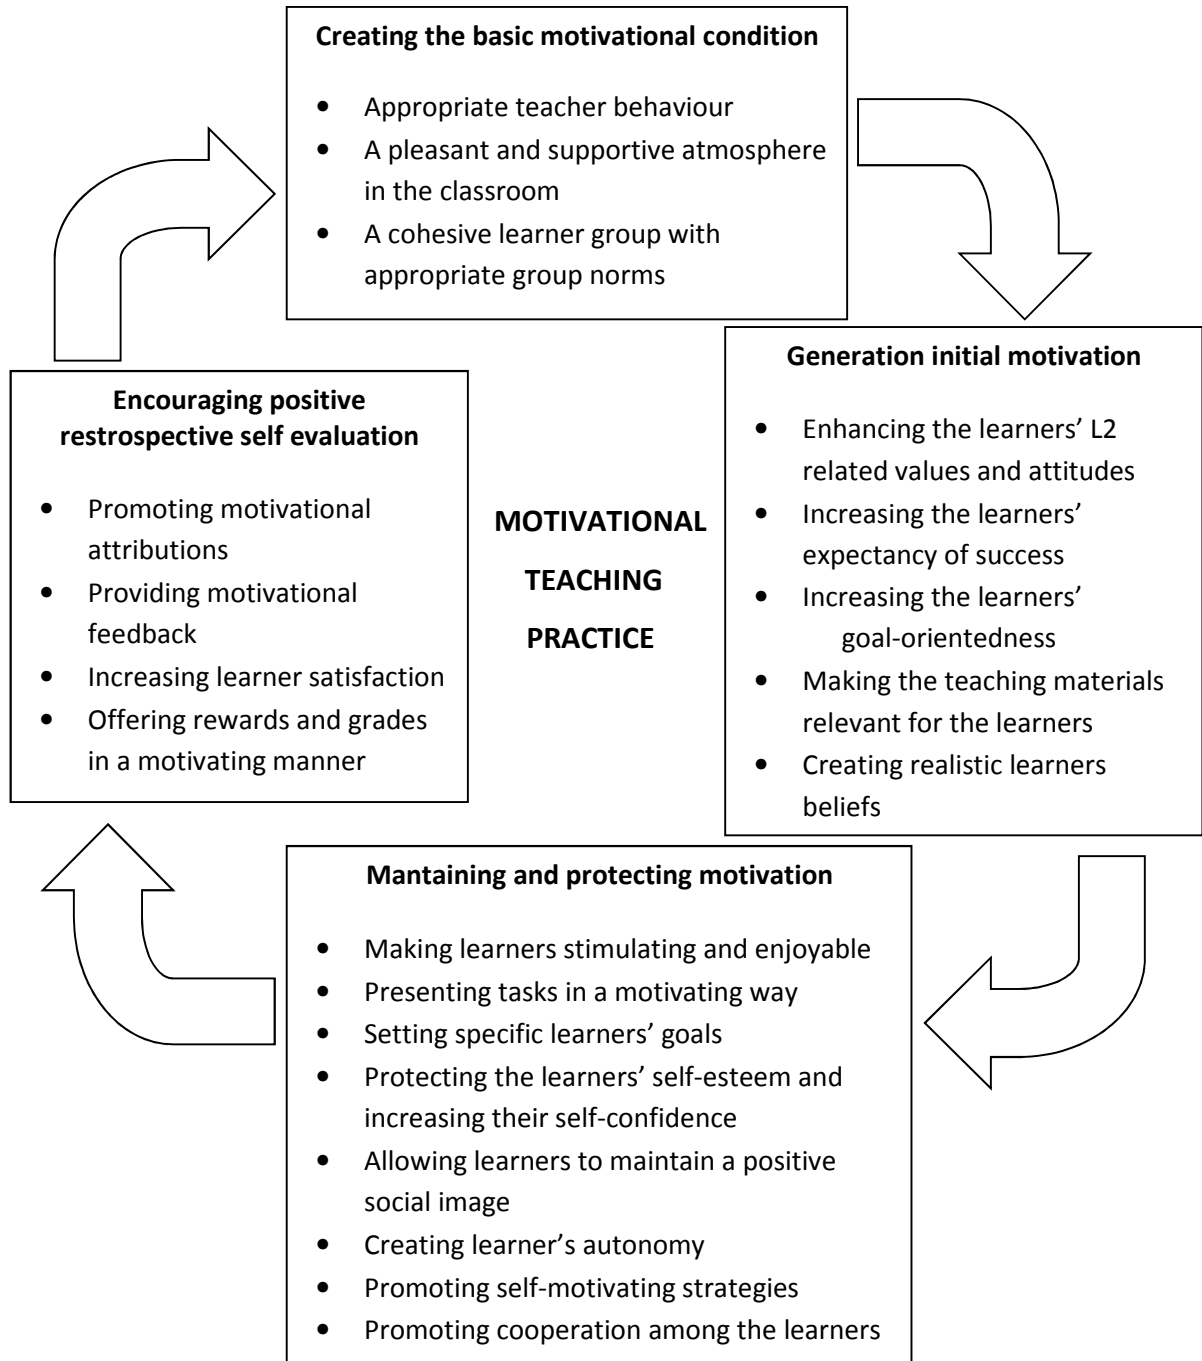 Creating the basic motivational condition
• Appropriate teacher behaviour
• A pleasant and supportive atmosphere
in the classroom
• A cohesive learner group with
appropriate group norms
Generation initial motivation
• Enhancing the learners’ L2
related values and attitudes
• Increasing the learners’
expectancy of success
• Increasing the learners’
goal-orientedness
• Making the teaching materials
relevant for the learners
• Creating realistic learners
beliefs
Encouraging positive
restrospective self evaluation
• Promoting motivational
attributions
• Providing motivational
feedback
• Increasing learner satisfaction
• Offering rewards and grades
in a motivating manner
MOTIVATIONAL
TEACHING
PRACTICE
Mantaining and protecting motivation
• Making learners stimulating and enjoyable
• Presenting tasks in a motivating way
• Setting specific learners’ goals
• Protecting the learners’ self-esteem and
increasing their self-confidence
• Allowing learners to maintain a positive
social image
• Creating learner’s autonomy
• Promoting self-motivating strategies
• Promoting cooperation among the learners